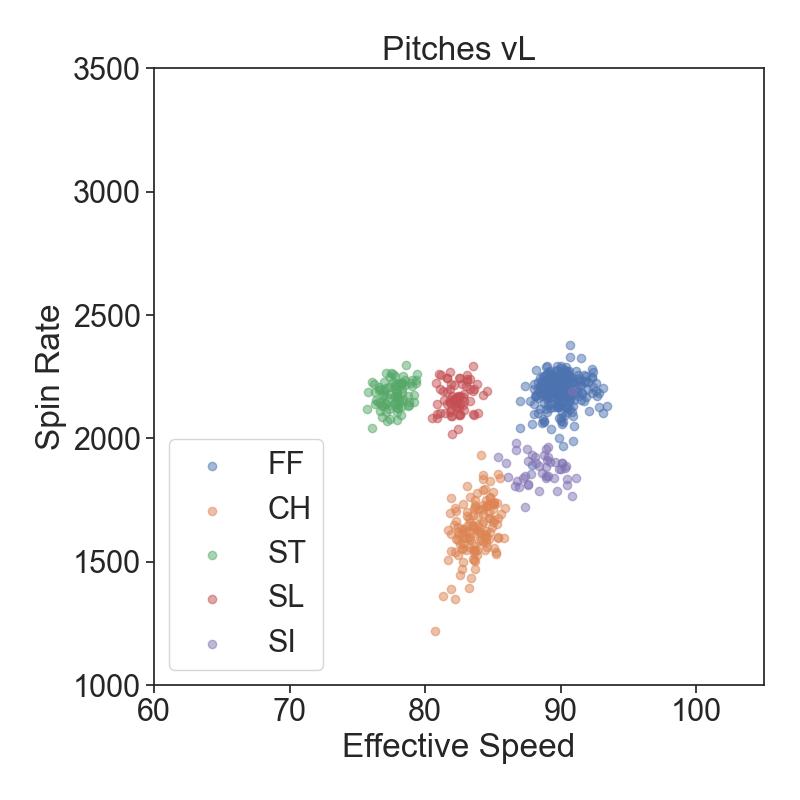 Pitches vL
3500
3000
2500
2000
1500
1000
Spin Rate
FF
CH
ST
SL
SI
60 70 80 90 100
Effective Speed